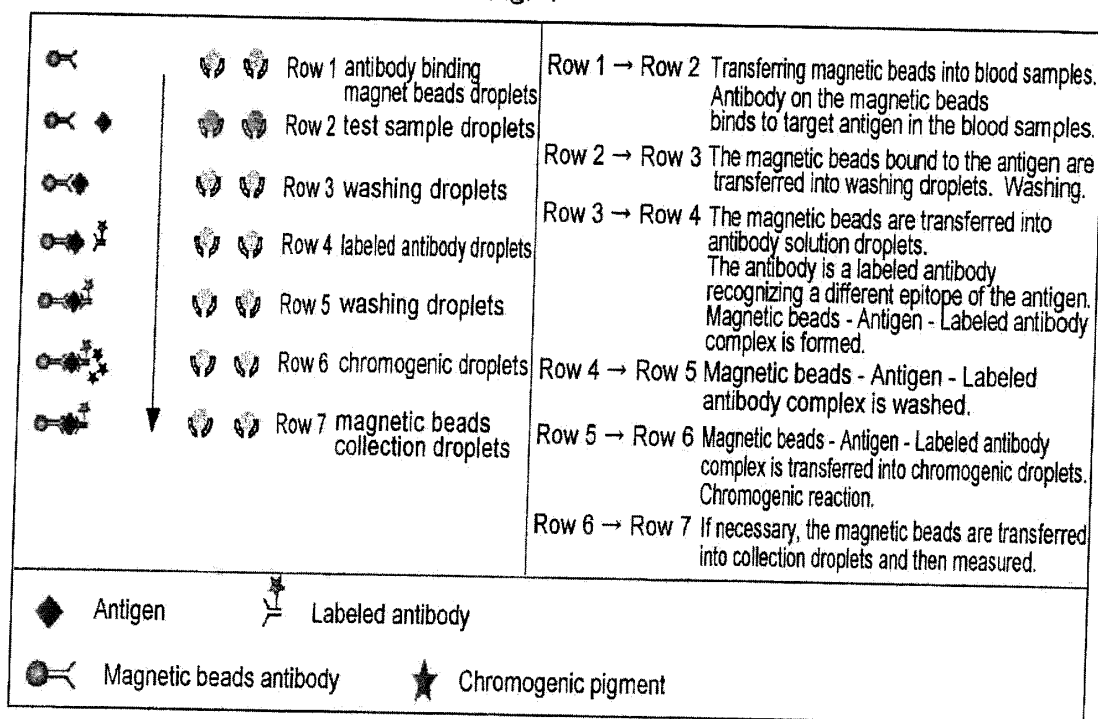 Row 1 antibody binding
magnet beads droplets
Row 2 test sample droplets
Row 3 washing droplets
Row 4 labeled antibody droplets
Row 5 washing droplets
Row 6 chromogenic droplets
Row 7 magnetic beads
collection droplets
Row 1 → Row 2 Transferring magnetic beads into blood samples.
Antibody on the magnetic beads
binds to target antigen in the blood samples.
Row 2 → Row 3 The magnetic beads bound to the antigen are
transferred into washing droplets. Washing.
Row 3 → Row 4 The magnetic beads are transferred into
antibody solution droplets.
The antibody is a labeled antibody
recognizing a different epitope of the antigen.
Magnetic beads - Antigen - Labeled antibody
complex is formed.
Row 4 → Row 5 Magnetic beads - Antigen - Labeled
antibody complex is washed.
Row 5 → Row 6 Magnetic beads - Antigen - Labeled antibody
complex is transferred into chromogenic droplets.
Chromogenic reaction.
Row 6 → Row 7 If necessary, the magnetic beads are transferred
into collection droplets and then measured.
Antigen
Labeled antibody
Magnetic beads antibody
Chromogenic pigment